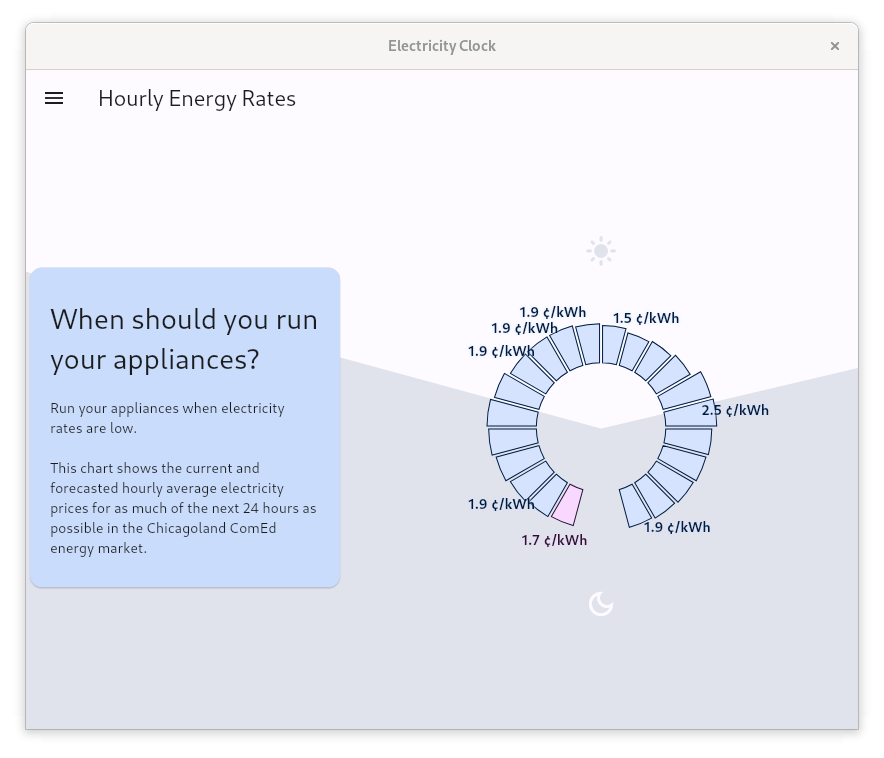 Electricity Clock
Hourly Energy Rates
When should you run
your appliances?
Run your appliances when electricity
rates are low.
This chart shows the current and
forecasted hourly average electricity
prices for as much of the next 24 hours as
possible in the Chicagoland ComEd
energy market.
1.9 ¢/kWh
1.5 ¢/kWh
1.9 ¢/kWh
1.9 ¢/kWh
2.5 ¢/kWh
1.9 ¢/kWh
1.9 ¢/kWh
1.7 ¢/kWh